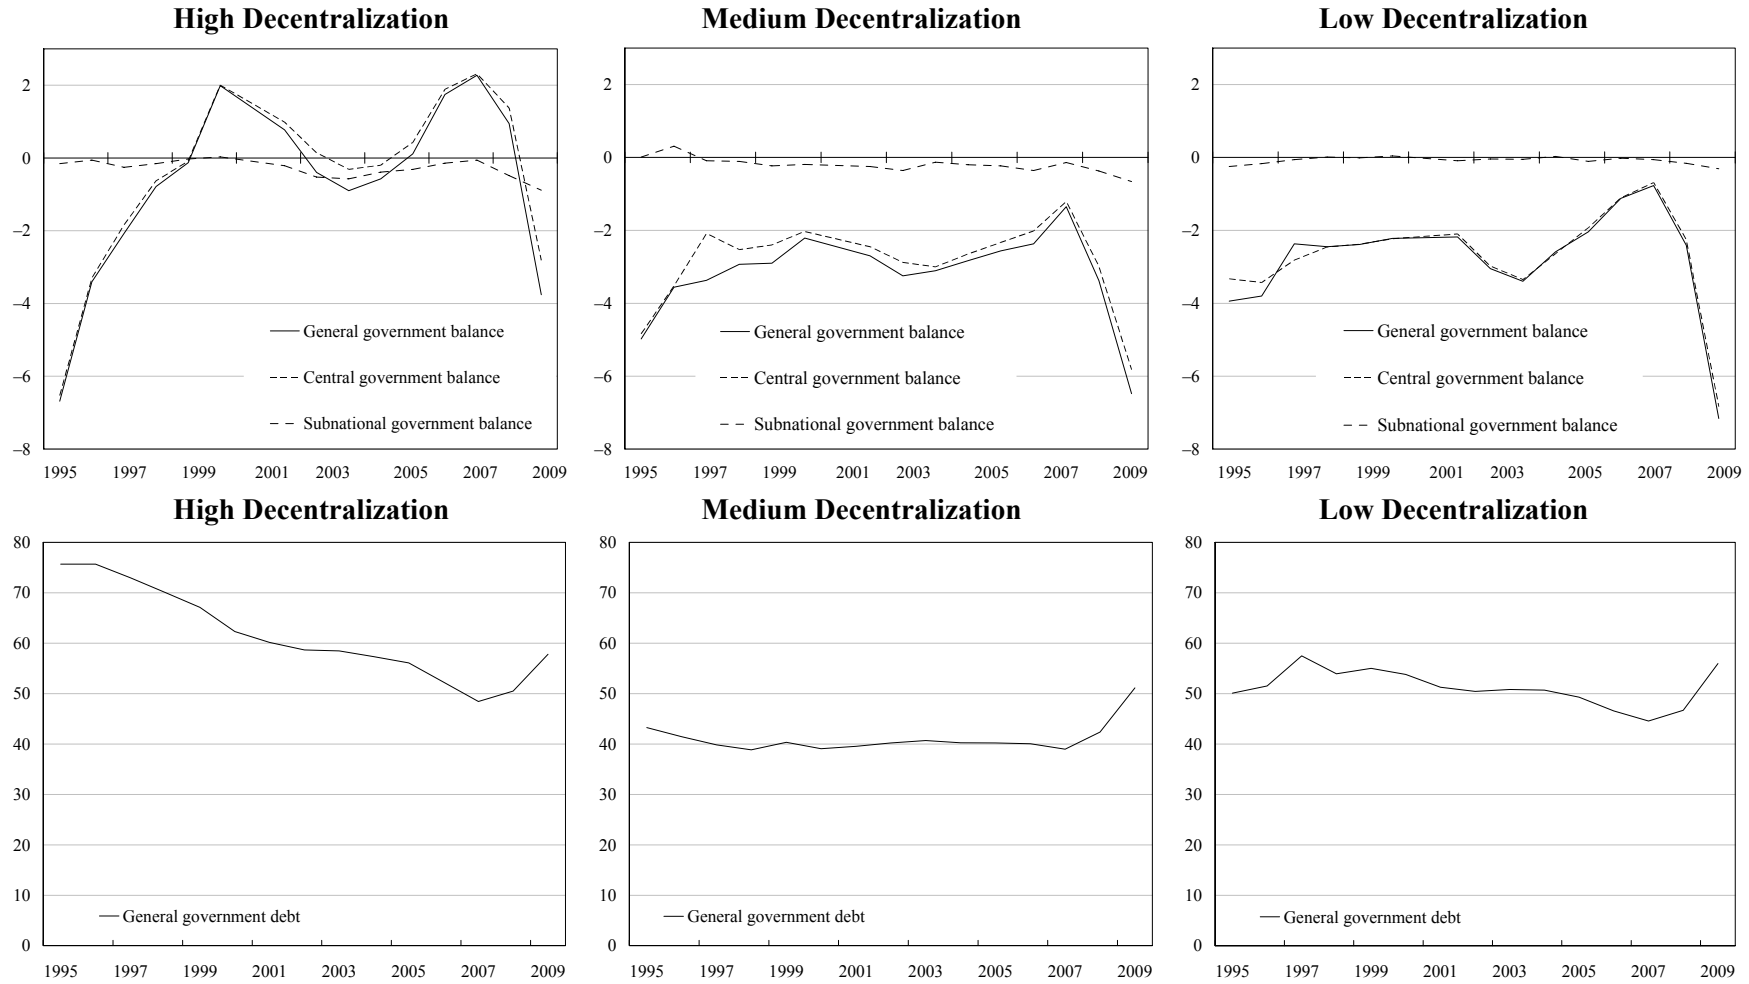 High Decentralization
2
0
–2
–4
–6
–8
General government balance
Central government balance
Subnational government balance
1995 1997 1999 2001 2003 2005 2007 2009
Medium Decentralization
2
0
–2
–4
–6
–8
General government balance
Central government balance
Subnational government balance
1995 1997 1999 2001 2003 2005 2007 2009
Low Decentralization
2
0
–2
–4
–6
–8
General government balance
Central government balance
Subnational government balance
1995 1997 1999 2001 2003 2005 2007 2009
High Decentralization
80
70
60
50
40
30
20
10
0
General government debt
1995 1997 1999 2001 2003 2005 2007 2009
Medium Decentralization
80
70
60
50
40
30
20
10
0
General government debt
1995 1997 1999 2001 2003 2005 2007 2009
Low Decentralization
80
70
60
50
40
30
20
10
0
General government debt
1995 1997 1999 2001 2003 2005 2007 2009